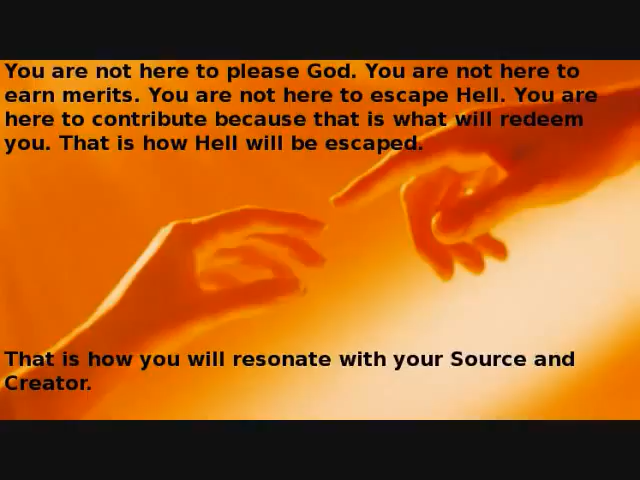 You are not here to please God. You are not here to
earn merits. You are not here to escape Hell. You are
here to contribute because that is what will redeem
you. That is how Hell will be escaped.
That is how you will resonate with your Source and
Creator.